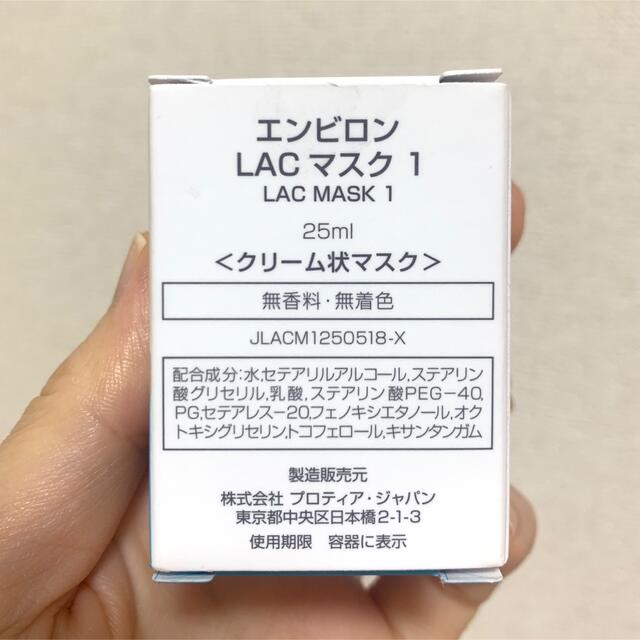 エンビロン
LAC マスク 1
LAC MASK 1
25ml
<クリーム状マスク>
無香料・無着色
JLACM1250518-X
配合成分:水,セテアリルアルコール,ステアリン
酸グリセリル,乳酸,ステアリン酸PEG-40,
PG,セテアレス-20,フェノキシエタノール,オク
トキシグリセリン,トコフェロール,キサンタンガム
製造販売元
株式会社 プロティア・ジャパン
東京都中央区日本橋2-1-3
使用期限 容器に表示